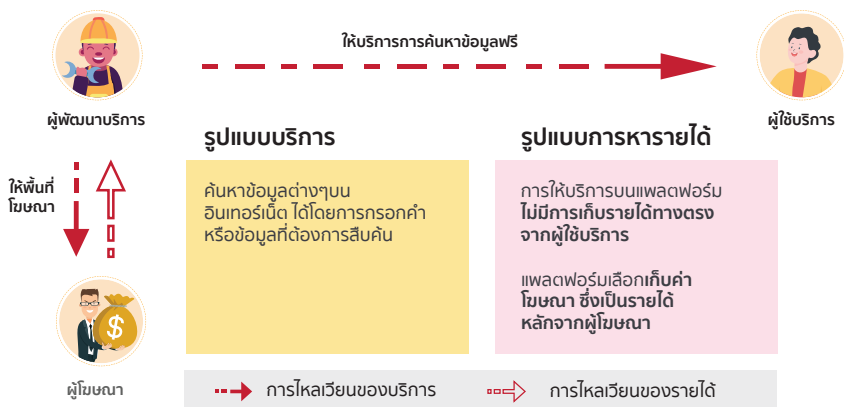 ให้บริการการค้นหาข้อมูลฟรี
ผู้พัฒนาบริการ
ผู้ใช้บริการ
ให้พื้นที่
โฆษณา
รูปแบบบริการ
ค้นหาข้อมูลต่างๆบน
อินเทอร์เน็ต ได้โดยการกรอกคำ
หรือข้อมูลที่ต้องการสืบค้น
รูปแบบการหารายได้
การให้บริการบนแพลตฟอร์ม
ไม่มีการเก็บรายได้ทางตรง
จากผู้ใช้บริการ
แพลตฟอร์มเลือกเก็บค่า
โฆษณา ซึ่งเป็นรายได้
หลักจากผู้โฆษณา
$
ผู้โฆษณา
การไหลเวียนของบริการ
การไหลเวียนของรายได้